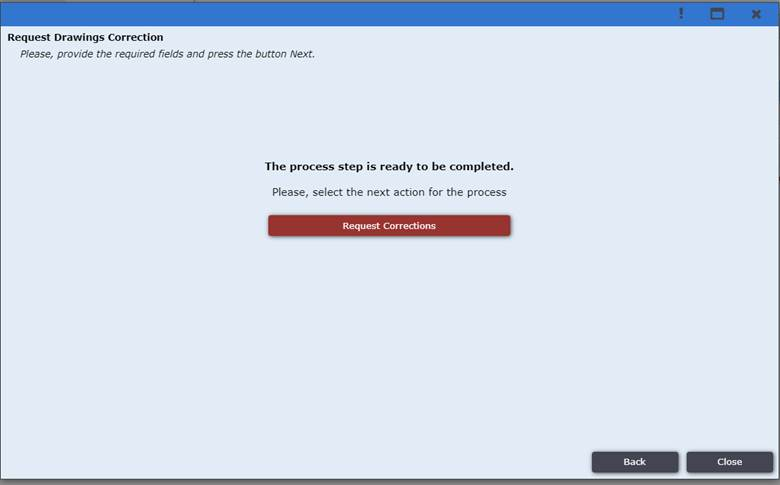 Request Drawings Correction
Please, provide the required fields and press the button Next.
The process step is ready to be completed.
Please, select the next action for the process
Request Corrections
Back
Close